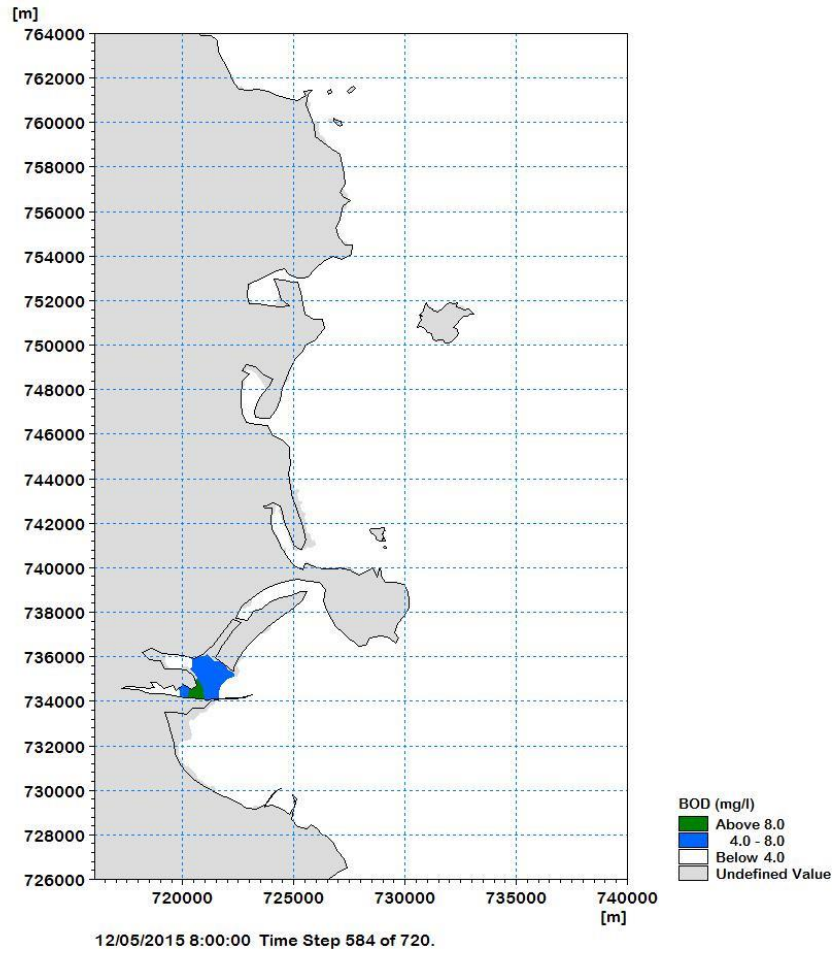 [m]
764000
762000
760000
758000
756000
754000
752000
750000
748000
746000
744000
742000
740000
738000
736000
734000
732000
730000
728000
726000
720000 725000 730000 735000 740000
[m]
BOD (mg/l)
Above 8.0
4.0 - 8.0
Below 4.0
Undefined Value
12/05/2015 8:00:00 Time Step 584 of 720.